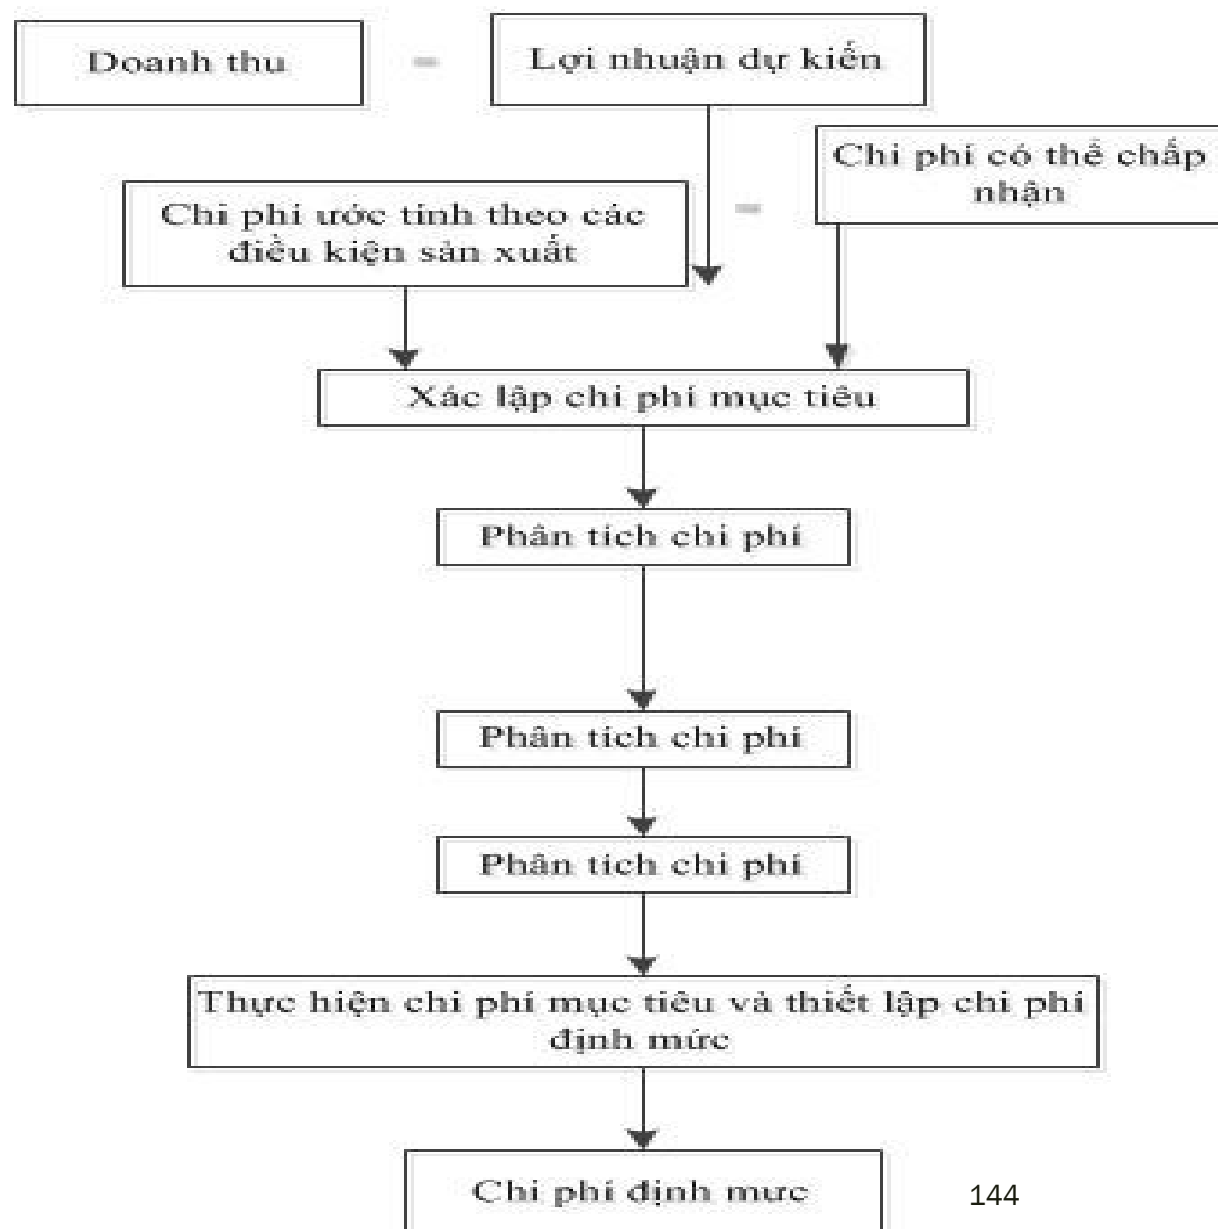 Doanh thu
-
Lợi nhuận dự kiến
Chi phí có thể chấp
nhận
Chi phí ước tính theo các
điều kiện sản xuất
-
Xác lập chi phí mục tiêu
Phân tích chi phí
Phân tích chi phí
Phân tích chi phí
Thực hiện chi phí mục tiêu và thiết lập chi phí
định mức
Chi phí định mưc
144